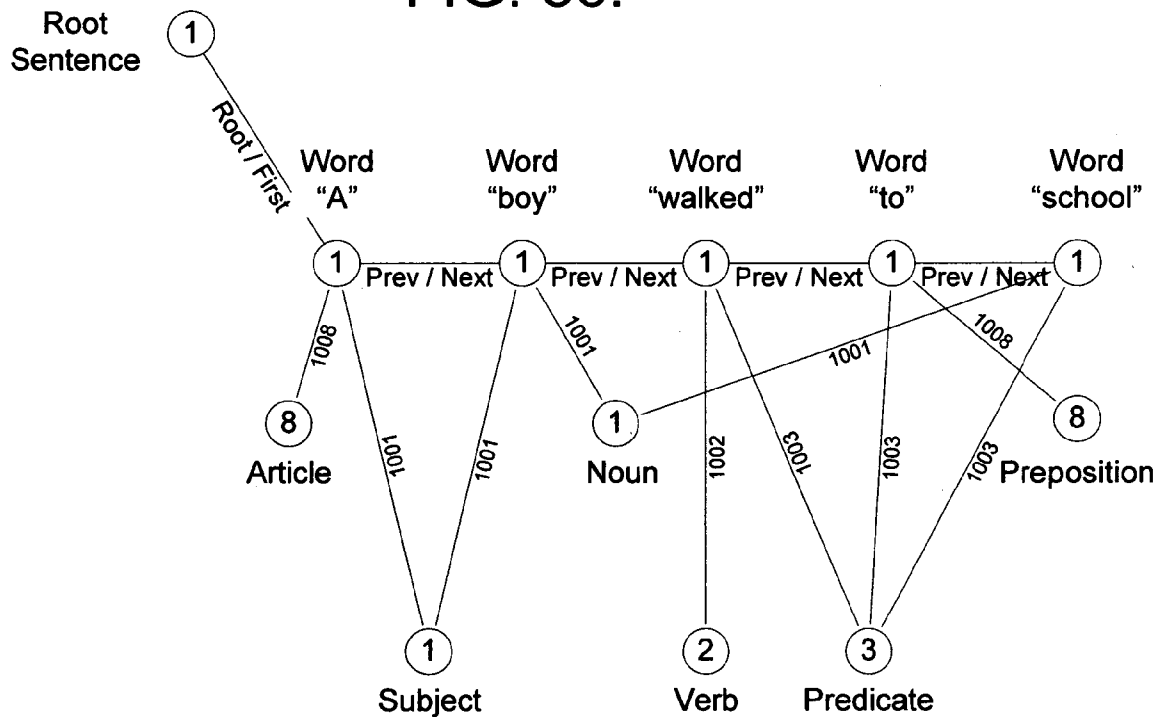 Root
Sentence
1
Root / First
Word
"A"
Word
"boy"
Word
"walked"
Word
"to"
Word
"school"
1
Prev / Next
1
Prev / Next
1
Prev / Next
1
Prev / Next
1
1008
1001
1001
1001
1002
1003
1003
1001
1008
1003
8
Article
1
Noun
8
Preposition
1
Subject
2
Verb
3
Predicate